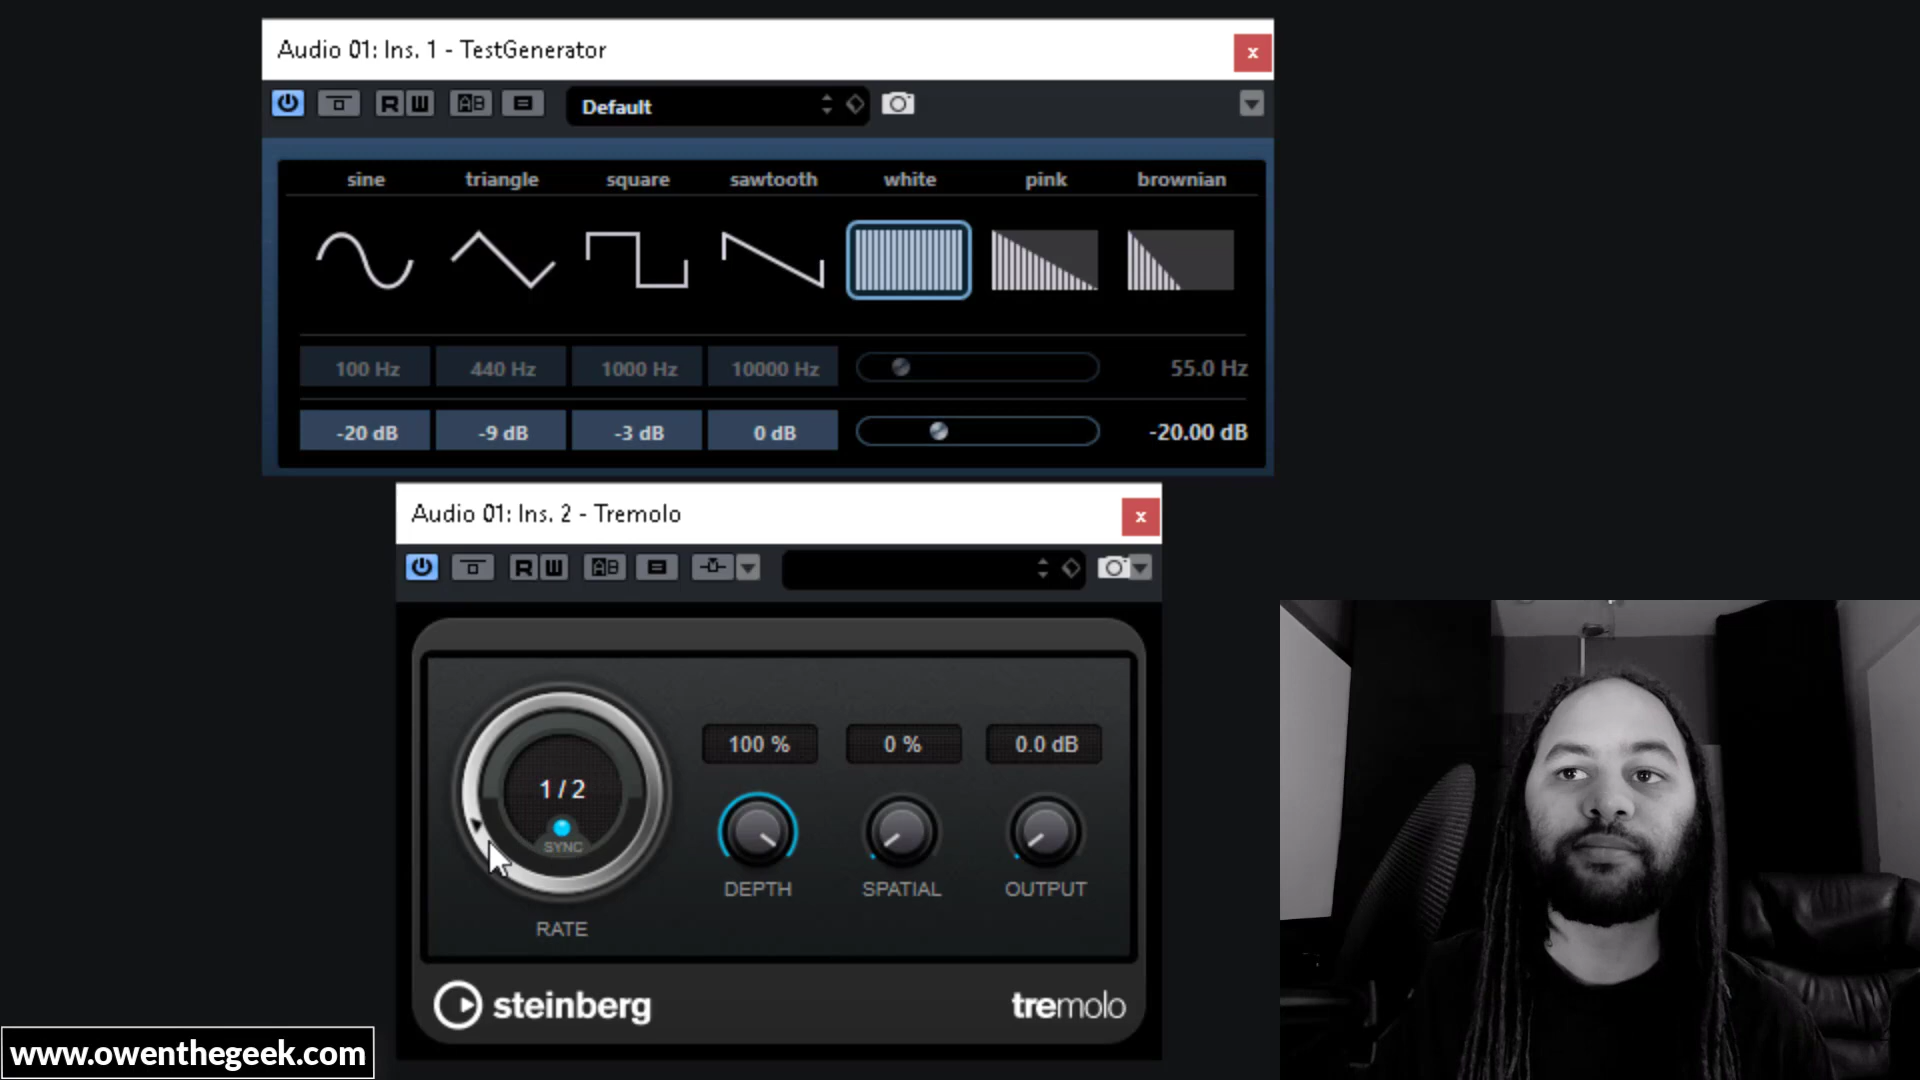 Audio 01: Ins. 1 - TestGenerator
x
R W AB Default
sine triangle square sawtooth white pink brownian
100 Hz 440 Hz 1000 Hz 10000 Hz 55.0 Hz
-20 dB -9 dB -3 dB 0 dB -20.00 dB
Audio 01: Ins. 2 - Tremolo
x
R W AB
1 / 2
SYNC
RATE
100 % 0 % 0.0 dB
DEPTH SPATIAL OUTPUT
steinberg tremolo
www.owenthegeek.com